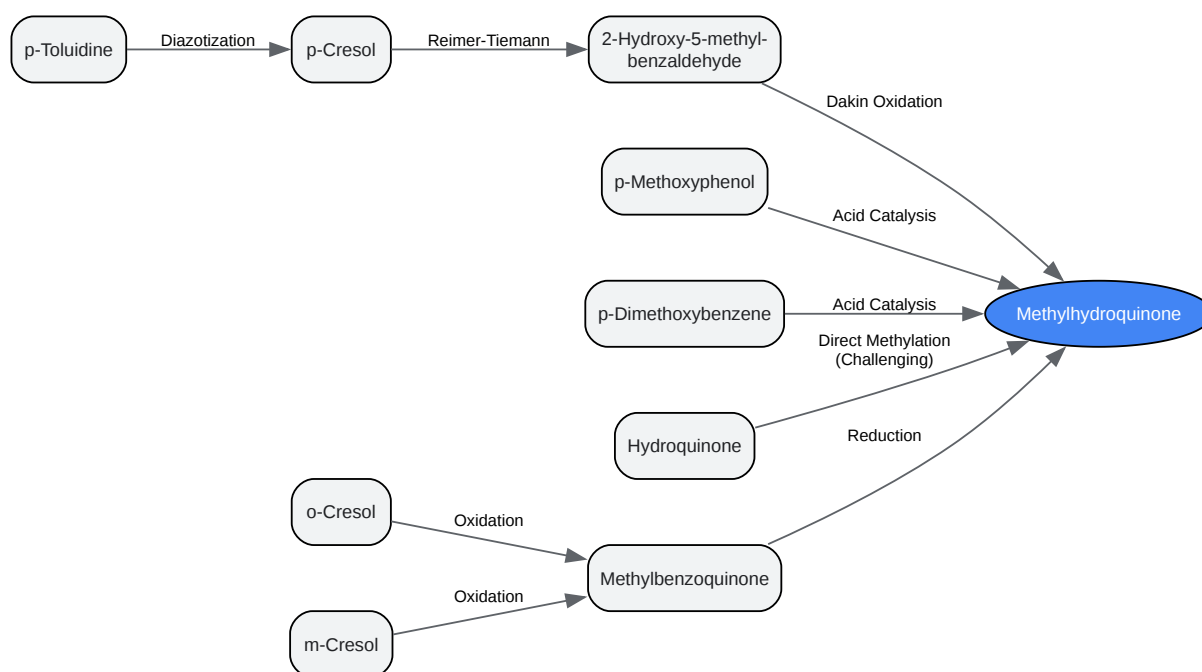 p-Toluidine
Diazotization
p-Cresol
Reimer-Tiemann
2-Hydroxy-5-methyl-
benzaldehyde
Dakin Oxidation
p-Methoxyphenol
Acid Catalysis
p-Dimethoxybenzene
Acid Catalysis
Methylhydroquinone
Direct Methylation
(Challenging)
Hydroquinone
Reduction
o-Cresol
Oxidation
Methylbenzoquinone
Oxidation
m-Cresol